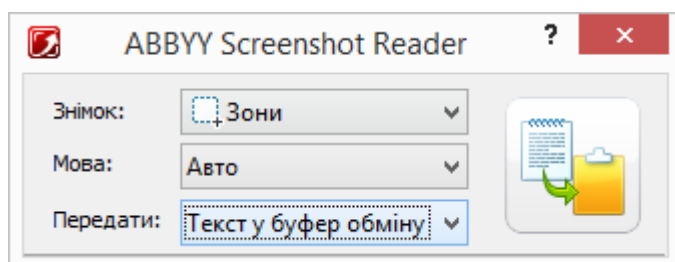 ABBYY Screenshot Reader ? ×
Знімок: Зони
Мова: Авто
Передати: Текст у буфер обміну